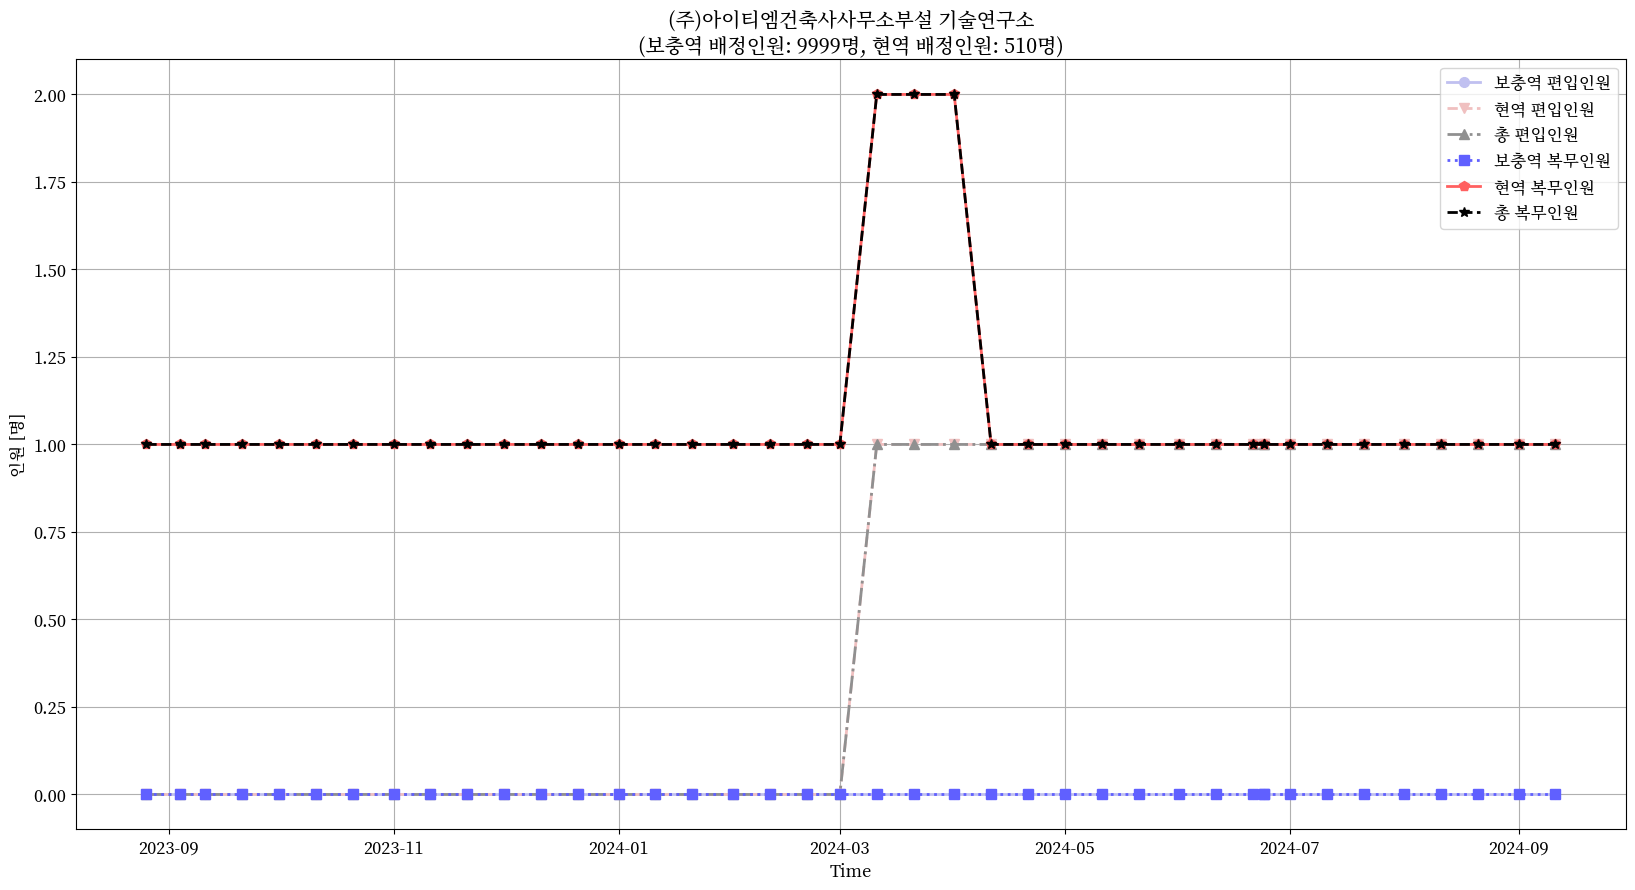 (주)아이티엠건축사사무소부설 기술연구소
(보충역 배정인원: 9999명, 현역 배정인원: 510명)
보충역 편입인원
현역 편입인원
총 편입인원
보충역 복무인원
현역 복무인원
총 복무인원
인원 [명]
2.00
1.75
1.50
1.25
1.00
0.75
0.50
0.25
0.00
2023-09
2023-11
2024-01
2024-03
2024-05
2024-07
2024-09
Time